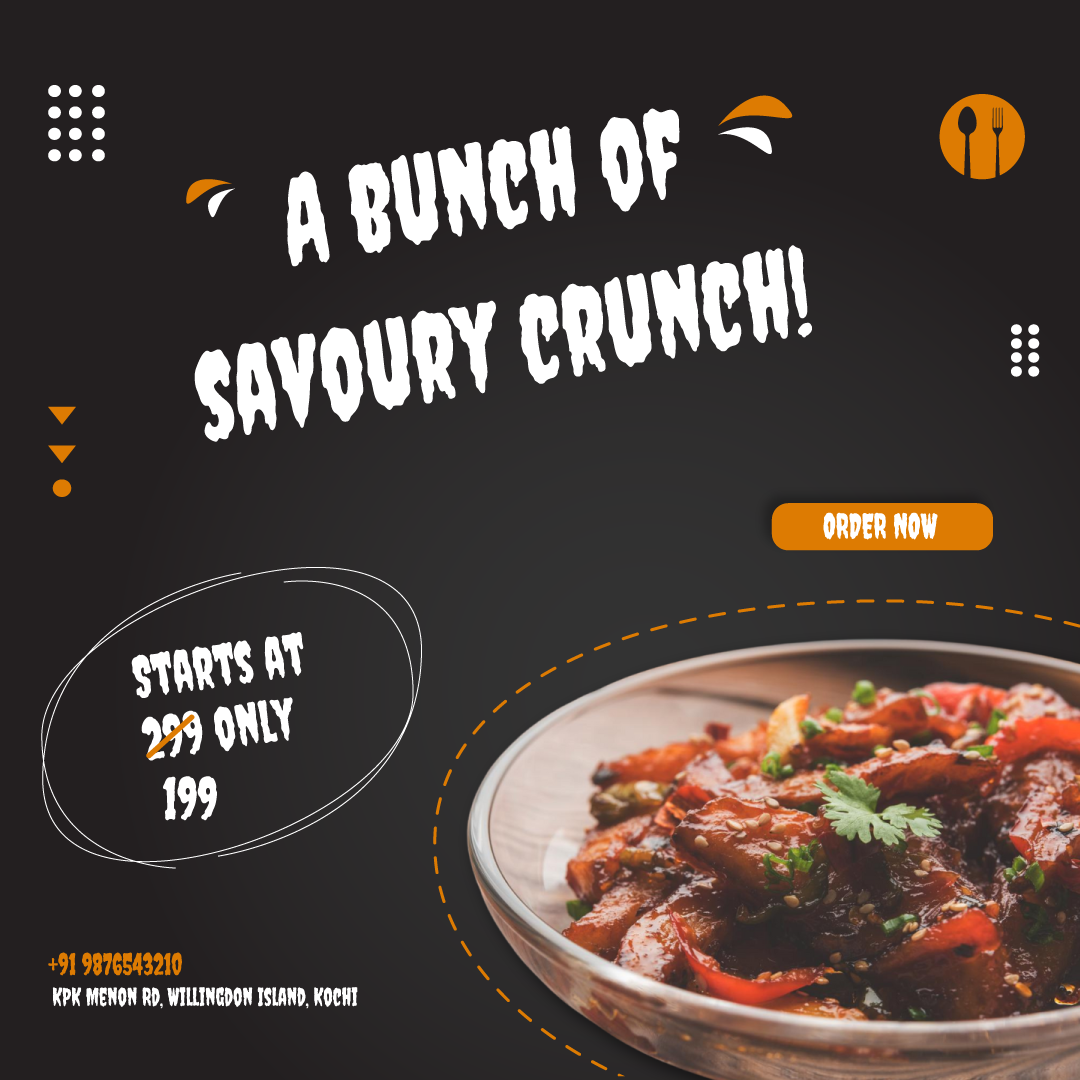 A BUNCH OF
SAVOURY CRUNCH!
ORDER NOW
STARTS AT
299 ONLY
199
+91 9876543210
KPK MENON RD, WILLINGDON ISLAND, KOCHI